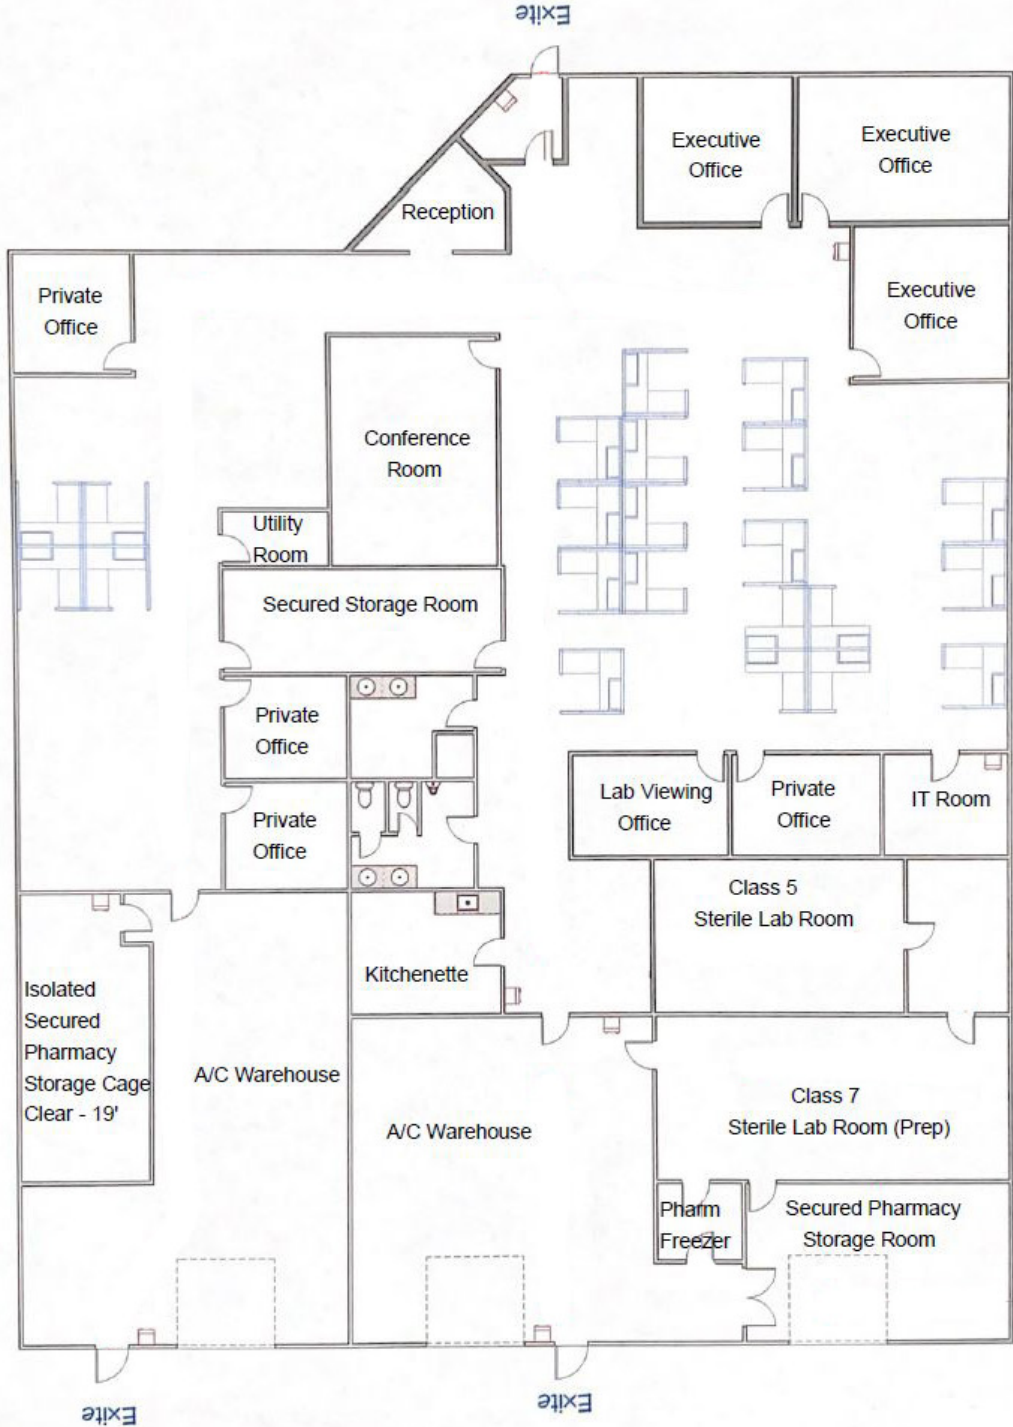 Exite
Executive
Office
Executive
Office
Reception
Private
Office
Executive
Office
Conference
Room
Utility
Room
Secured Storage Room
Private
Office
Lab Viewing
Office
Private
Office
IT Room
Private
Office
Class 5
Sterile Lab Room
Kitchenette
Isolated
Secured
Pharmacy
Storage Cage
Clear - 19'
A/C Warehouse
A/C Warehouse
Class 7
Sterile Lab Room (Prep)
Pharm
Freezer
Secured Pharmacy
Storage Room
Exite
Exite